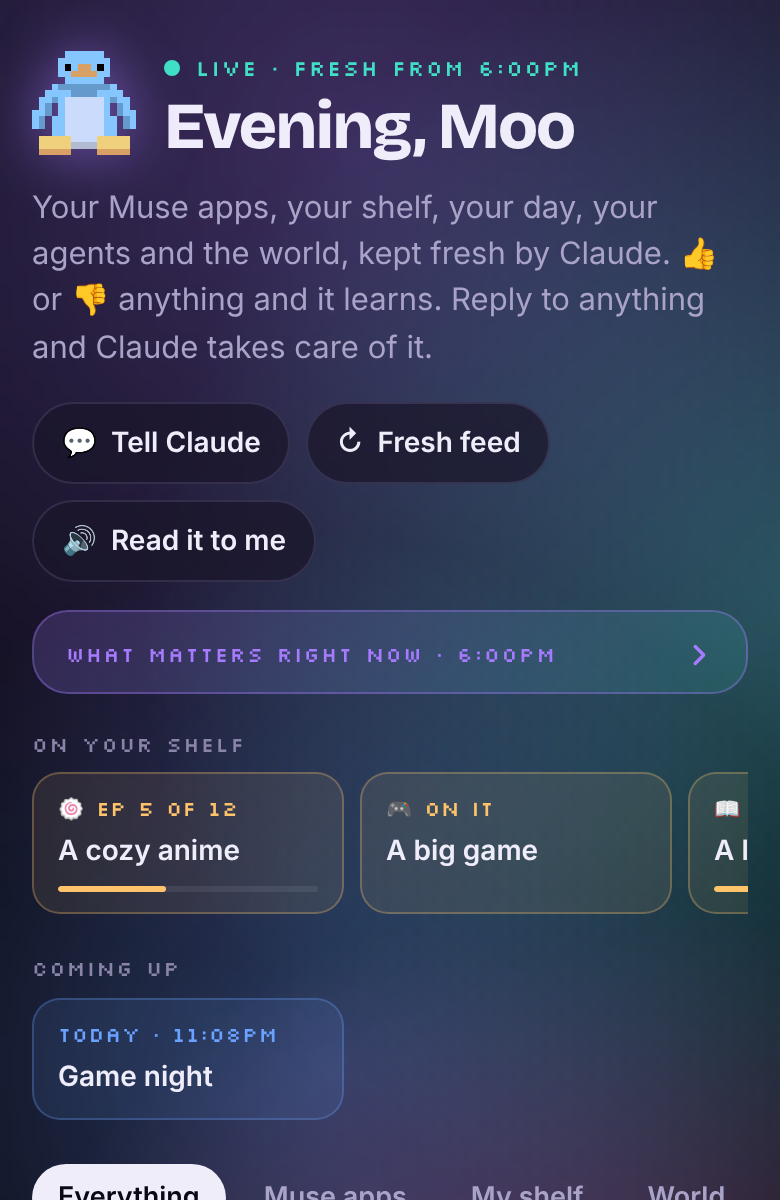 LIVE · FRESH FROM 6:00PM
Evening, Moo
Your Muse apps, your shelf, your day, your
agents and the world, kept fresh by Claude. 👍
or 👎 anything and it learns. Reply to anything
and Claude takes care of it.
💬 Tell Claude
↻ Fresh feed
🔊 Read it to me
WHAT MATTERS RIGHT NOW · 6:00PM
ON YOUR SHELF
🍥 EP 5 OF 12
A cozy anime
🎮 ON IT
A big game
📖
A
COMING UP
TODAY · 11:08PM
Game night
Everything
Muse apps
My shelf
World